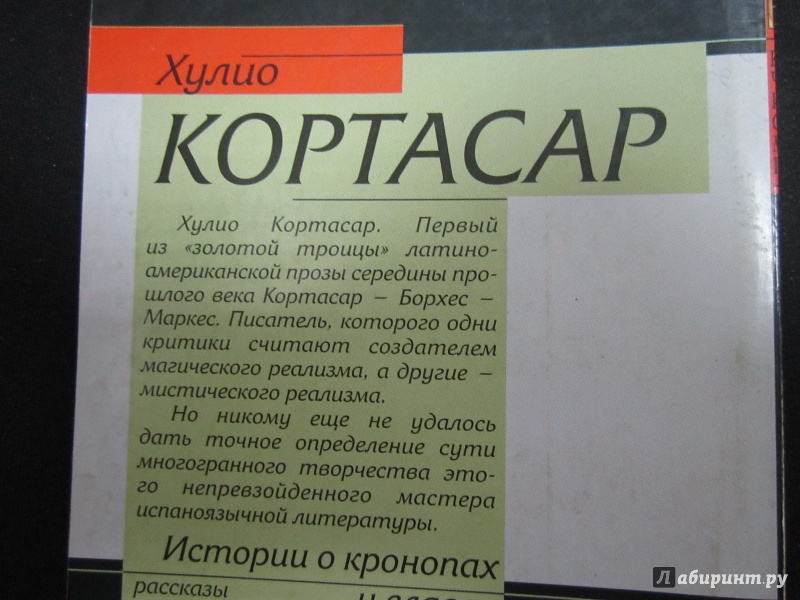 Хулио
КОРТАСАР
Хулио Кортасар. Первый
из «золотой троицы» латино-
американской прозы середины про-
шлого века Кортасар – Борхес –
Маркес. Писатель, которого одни
критики считают создателем
магического реализма, а другие –
мистического реализма.
Но никому еще не удалось
дать точное определение сути
многогранного творчества это-
го непревзойденного мастера
испаноязычной литературы.
Истории о кронопах
рассказы
Лабиринт.ру